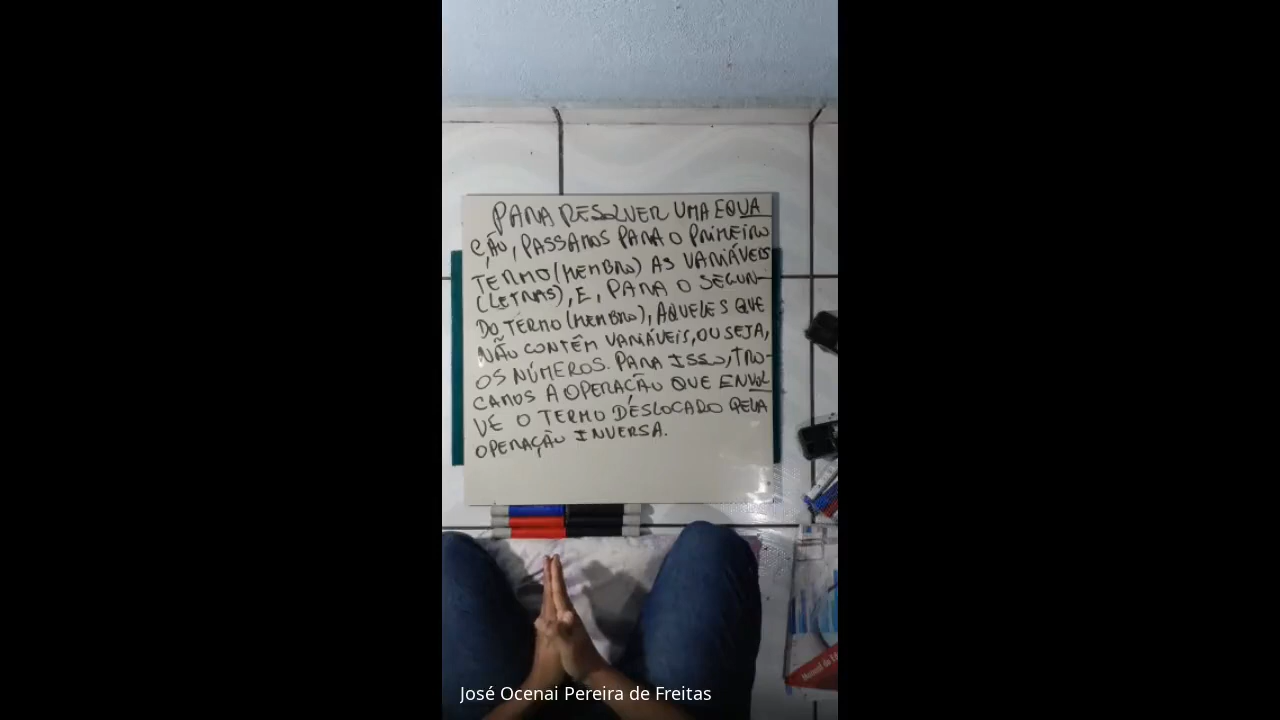 PARA RESOLVER UMA EQUA
ÇÃO, PASSAMOS PARA O PRIMEIRO
TERMO (MEMBRO) AS VARIÁVEIS
(LETRAS), E, PARA O SEGUN-
DO TERMO (MEMBRO), AQUELES QUE
NÃO CONTÊM VARIÁVEIS, OU SEJA,
OS NÚMEROS. PARA ISSO, TRO-
CAMOS A OPERAÇÃO QUE ENVOL
VE O TERMO DESLOCADO PELA
OPERAÇÃO INVERSA.
Manual do
José Ocenai Pereira de Freitas